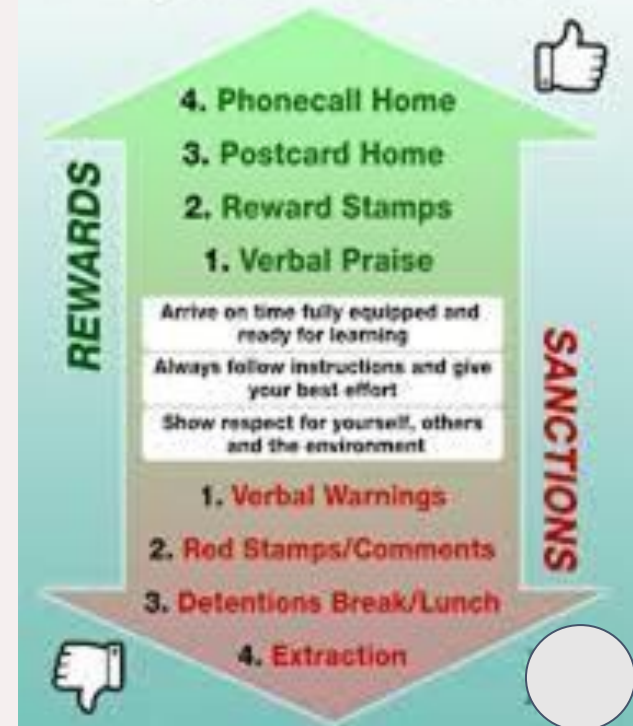 4. Phonecall Home
3. Postcard Home
2. Reward Stamps
1. Verbal Praise
REWARDS
Arrive on time fully equipped and
ready for learning
Always follow instructions and give
your best effort
Show respect for yourself, others
and the environment
SANCTIONS
1. Verbal Warnings
2. Red Stamps/Comments
3. Detentions Break/Lunch
4. Extraction